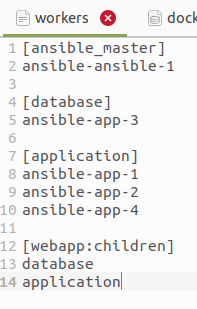 workers
dock
1 [ansible_master]
2 ansible-ansible-1
3
4 [database]
5 ansible-app-3
6
7 [application]
8 ansible-app-1
9 ansible-app-2
10 ansible-app-4
11
12 [webapp:children]
13 database
14 application